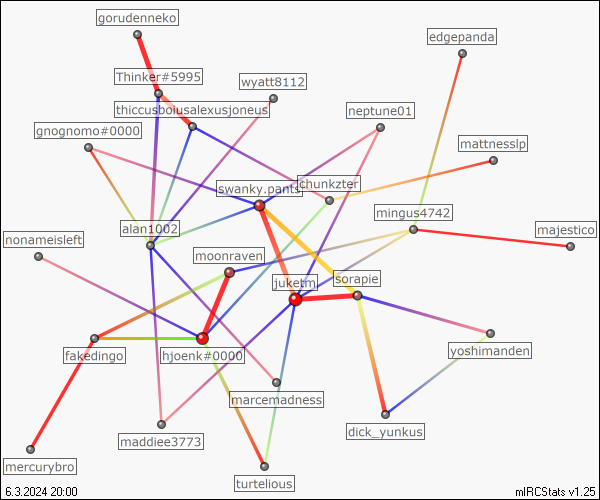 gorudenneko
edgepanda
Thinker#5995
wyatt8112
thiccusboiusalexusjoneus
neptune01
gnognomo#0000
mattnesslp
chunkzter
swanky.pants
mingus4742
alan1002
majestico
nonameisleft
moonraven
juketm
sorapie
yoshimanden
fakedingo
hjoenk#0000
marcemadness
dick_yunkus
maddiee3773
mercurybro
turtelious
6.3.2024 20:00
mIRCStats v1.25